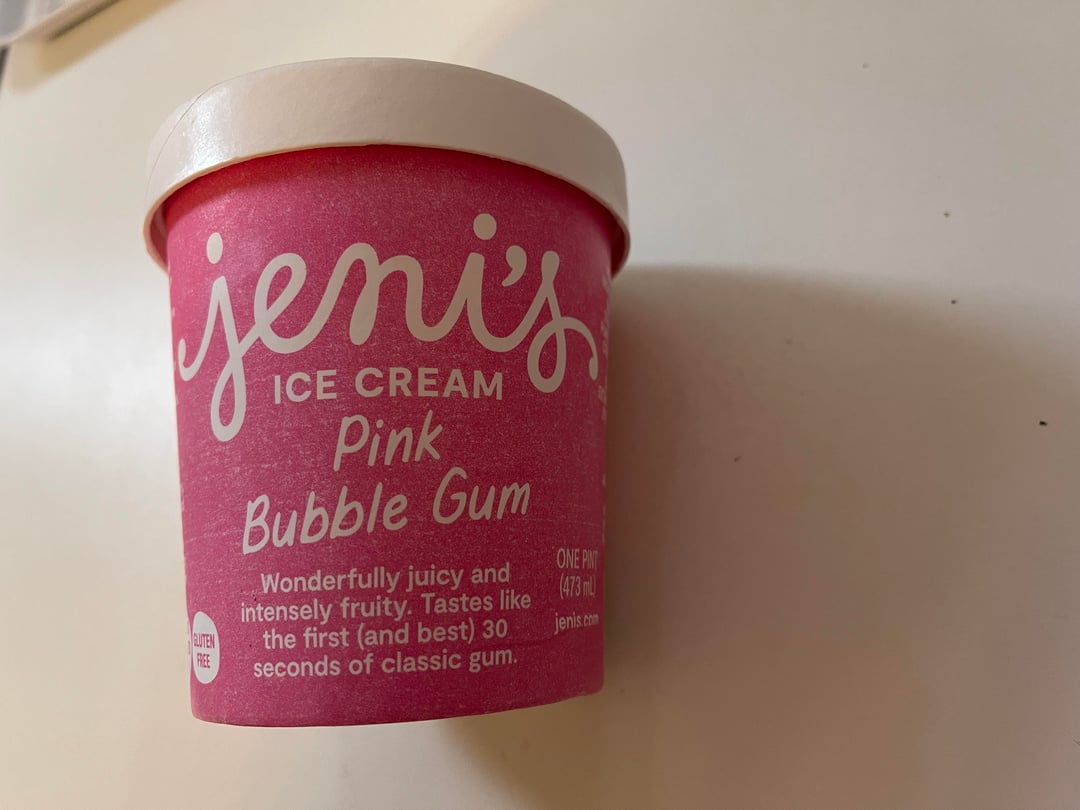 jeni's
ICE CREAM
Pink
Bubble Gum
Wonderfully juicy and
intensely fruity. Tastes like
the first (and best) 30
seconds of classic gum.
ONE PINT
(473 mL)
jenis.com
GLUTEN
FREE